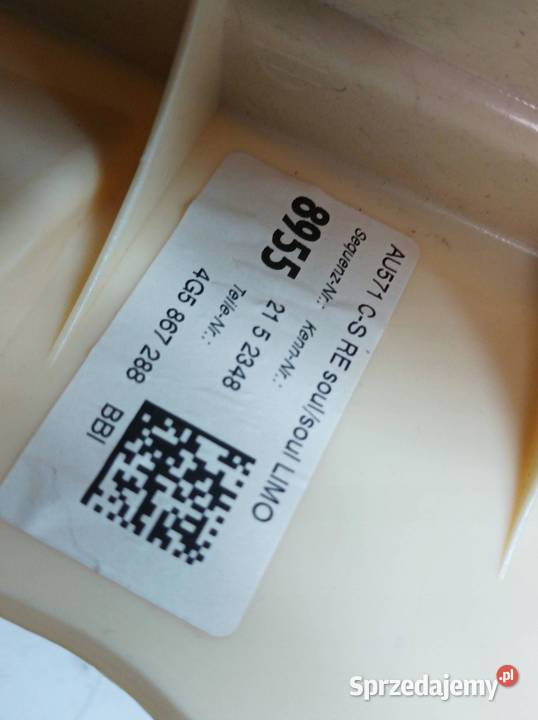 AU571 C-S RE soul/soul LIMO
Sequenz-Nr.: Kenn-Nr.:
8955 21 5 2348
Teile-Nr.:
4G5 867 288 BBI
Sprzedajemy.pl